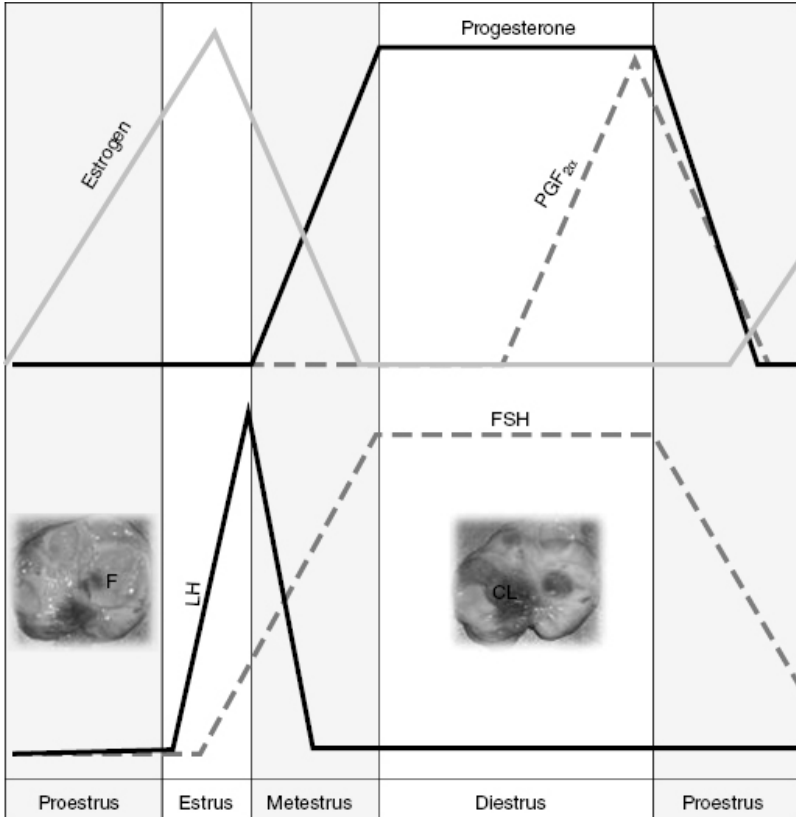 Progesterone
Estrogen
PGF2α
FSH
F
LH
CL
Proestrus
Estrus
Metestrus
Diestrus
Proestrus